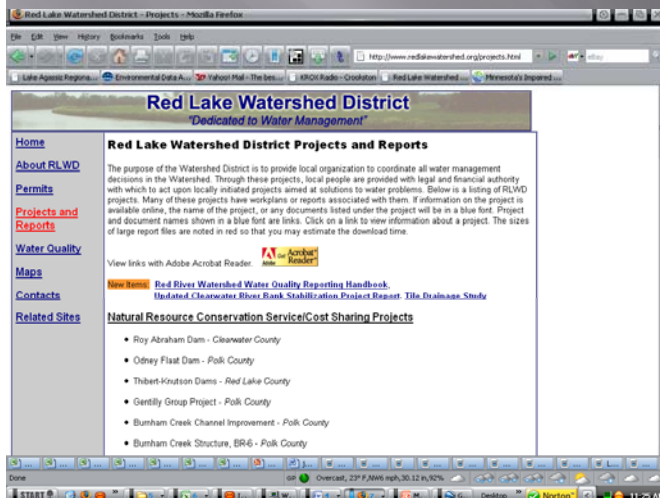 Red Lake Watershed District - Projects - Mozilla Firefox
File Edit View History Bookmarks Tools Help
http://www.redlakewatershed.org/projects.html
ebay
Lake Agassiz Regiona... Environmental Data A... Yahoo! Mail - The bes... KROX Radio - Crookston Red Lake Watershed ... Minnesota's Impared ...
Red Lake Watershed District
"Dedicated to Water Management"
Home
About RLWD
Permits
Projects and
Reports
Water Quality
Maps
Contacts
Related Sites
Red Lake Watershed District Projects and Reports
The purpose of the Watershed District is to provide local organization to coordinate all water management
decisions in the Watershed. Through these projects, local people are provided with legal and financial authority
with which to act upon locally initiated projects aimed at solutions to water problems. Below is a listing of RLWD
projects. Many of these projects have workplans or reports associated with them. If information on the project is
available online, the name of the project, or any documents listed under the project will be in a blue font. Project
and document names shown in a blue font are links. Click on a link to view information about a project. The sizes
of large report files are noted in red so that you may estimate the download time.
View links with Adobe Acrobat Reader. Get Acrobat Reader
New Items: Red River Watershed Water Quality Reporting Handbook,
Updated Clearwater River Bank Stabilization Project Report, Tile Drainage Study
Natural Resource Conservation Service/Cost Sharing Projects
• Roy Abraham Dam - Clearwater County
• Odney Flaat Dam - Polk County
• Thibert-Knutson Dams - Red Lake County
• Gentilly Group Project - Polk County
• Burnham Creek Channel Improvement - Polk County
• Burnham Creek Structure, BR-6 - Polk County
Done
Overcast, 23° F,NW6 mph,30.12 in,92%
START
Desktop
Norton